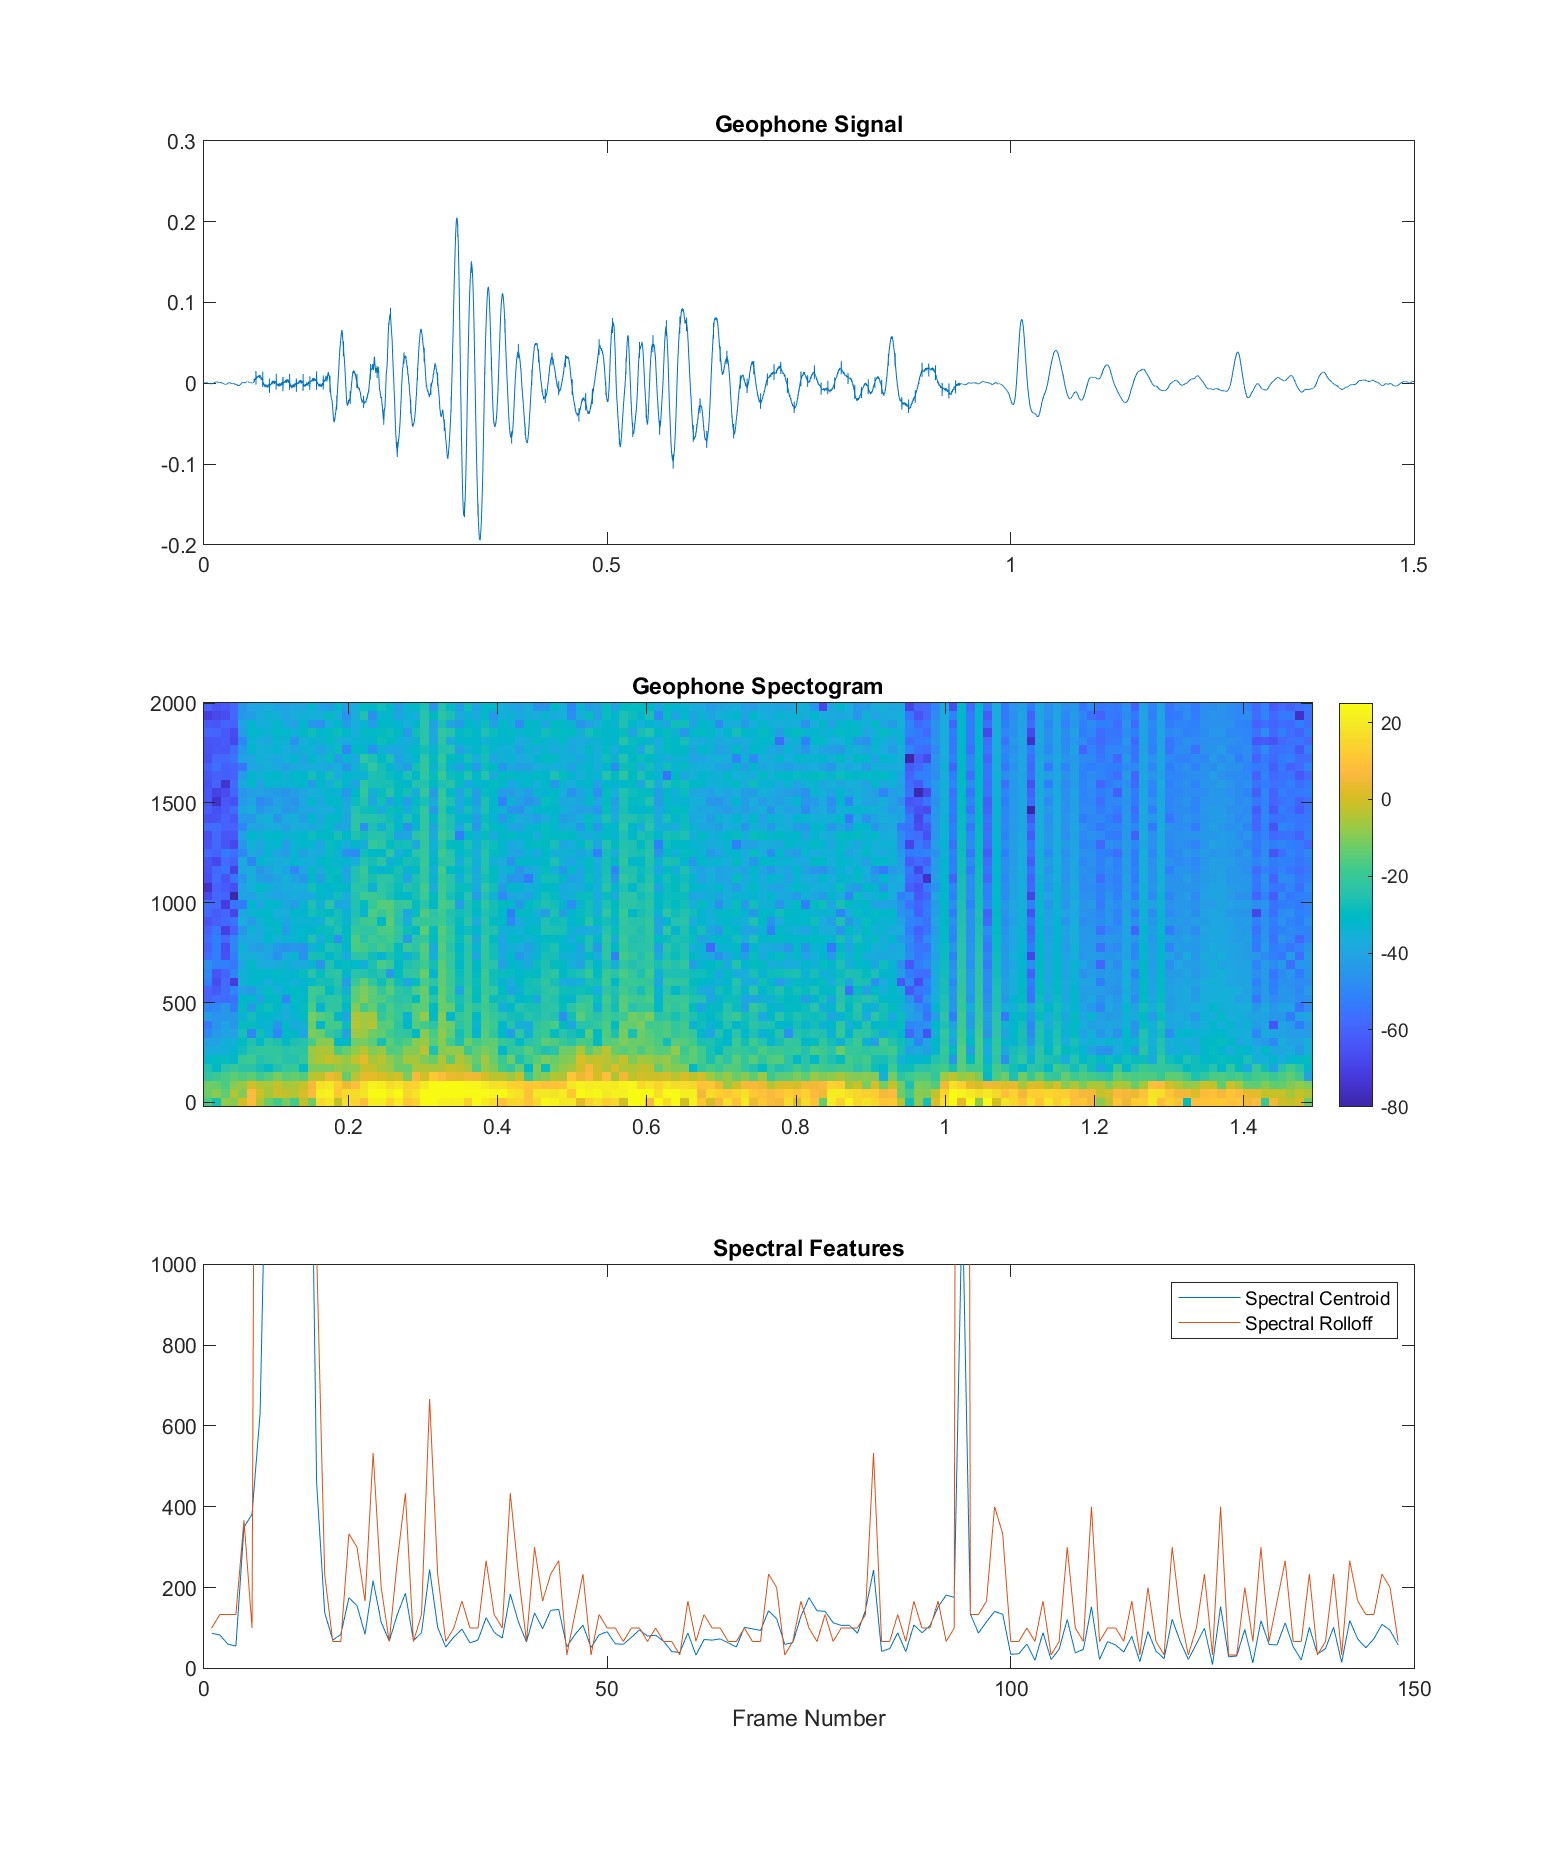 Geophone Signal
0.3
0.2
0.1
0
-0.1
-0.2
0 0.5 1 1.5
Geophone Spectogram
2000
1500
1000
500
0
0.2 0.4 0.6 0.8 1 1.2 1.4
20
0
-20
-40
-60
-80
Spectral Features
1000
800
600
400
200
0
0 50 100 150
Spectral Centroid
Spectral Rolloff
Frame Number